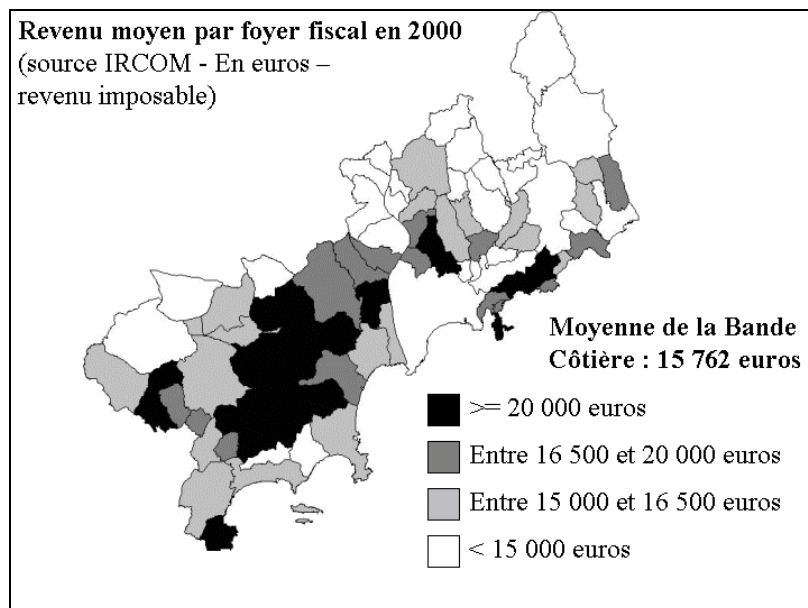 Revenu moyen par foyer fiscal en 2000
(source IRCOM - En euros –
revenu imposable)
Moyenne de la Bande
Côtière : 15 762 euros
>= 20 000 euros
Entre 16 500 et 20 000 euros
Entre 15 000 et 16 500 euros
< 15 000 euros